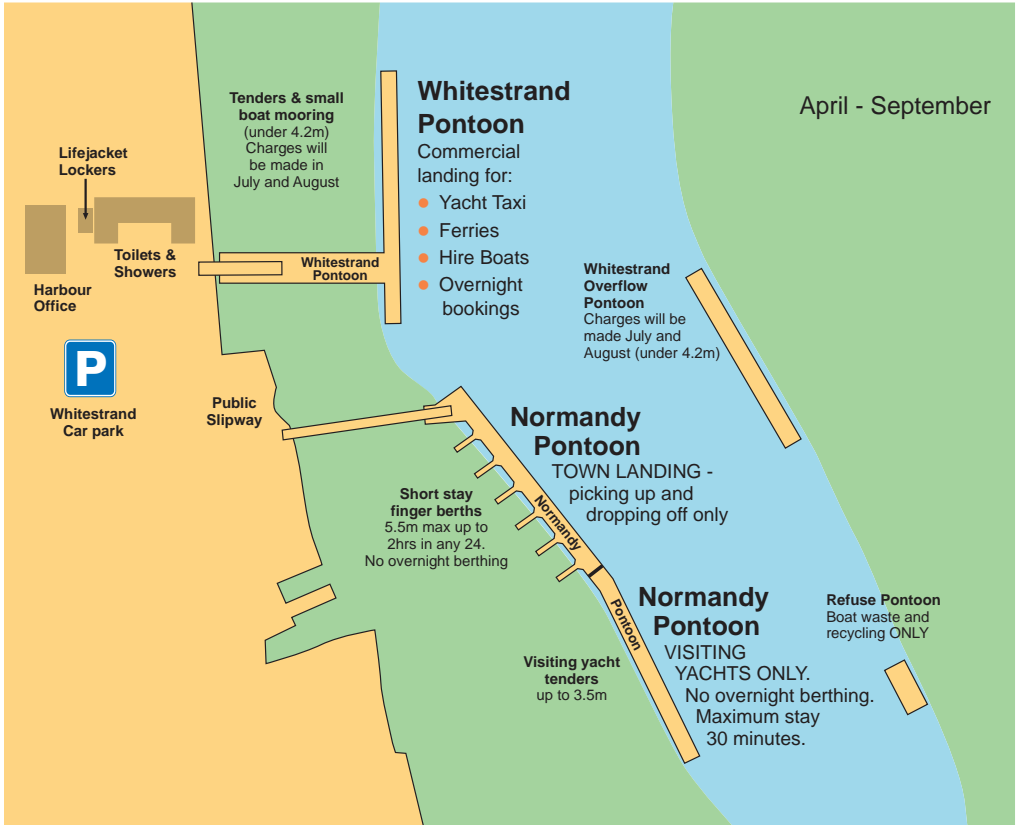 April - September
Tenders & small
boat mooring
(under 4.2m)
Charges will
be made in
July and August
Whitestrand
Pontoon
Commercial
landing for:
Yacht Taxi
Ferries
Hire Boats
Overnight
bookings
Lifejacket
Lockers
Toilets &
Showers
Harbour
Office
Whitestrand
Pontoon
Whitestrand
Overflow
Pontoon
Charges will be
made July and
August (under 4.2m)
P
Whitestrand
Car park
Public
Slipway
Normandy
Pontoon
TOWN LANDING -
picking up and
dropping off only
Short stay
finger berths
5.5m max up to
2hrs in any 24.
No overnight berthing
Normandy
Pontoon
Normandy
Pontoon
VISITING
YACHTS ONLY.
No overnight berthing.
Maximum stay
30 minutes.
Refuse Pontoon
Boat waste and
recycling ONLY
Visiting yacht
tenders
up to 3.5m